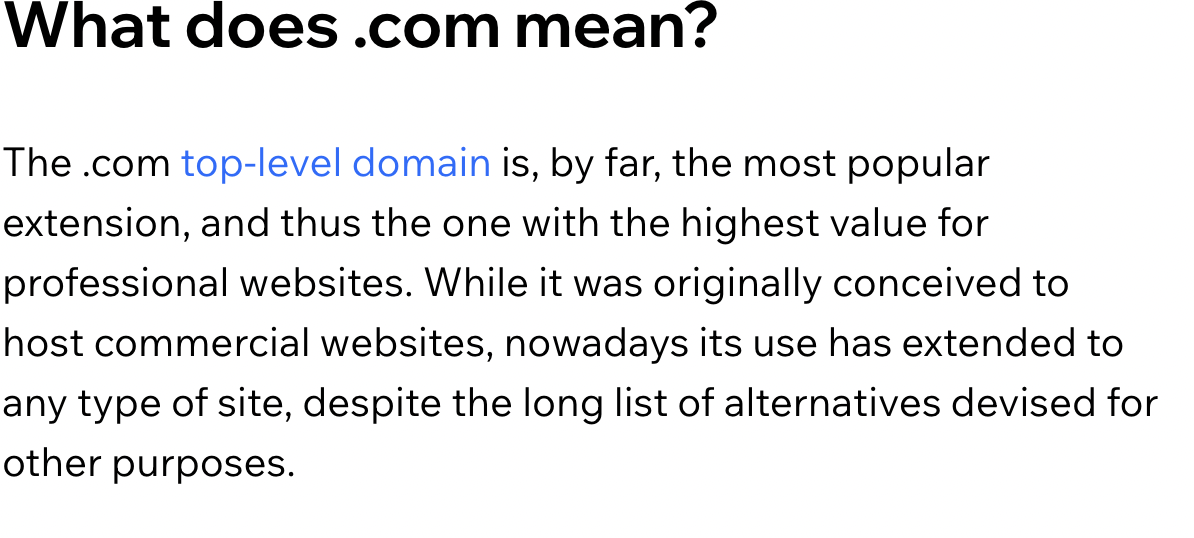 What does .com mean?
The .com top-level domain is, by far, the most popular
extension, and thus the one with the highest value for
professional websites. While it was originally conceived to
host commercial websites, nowadays its use has extended to
any type of site, despite the long list of alternatives devised for
other purposes.